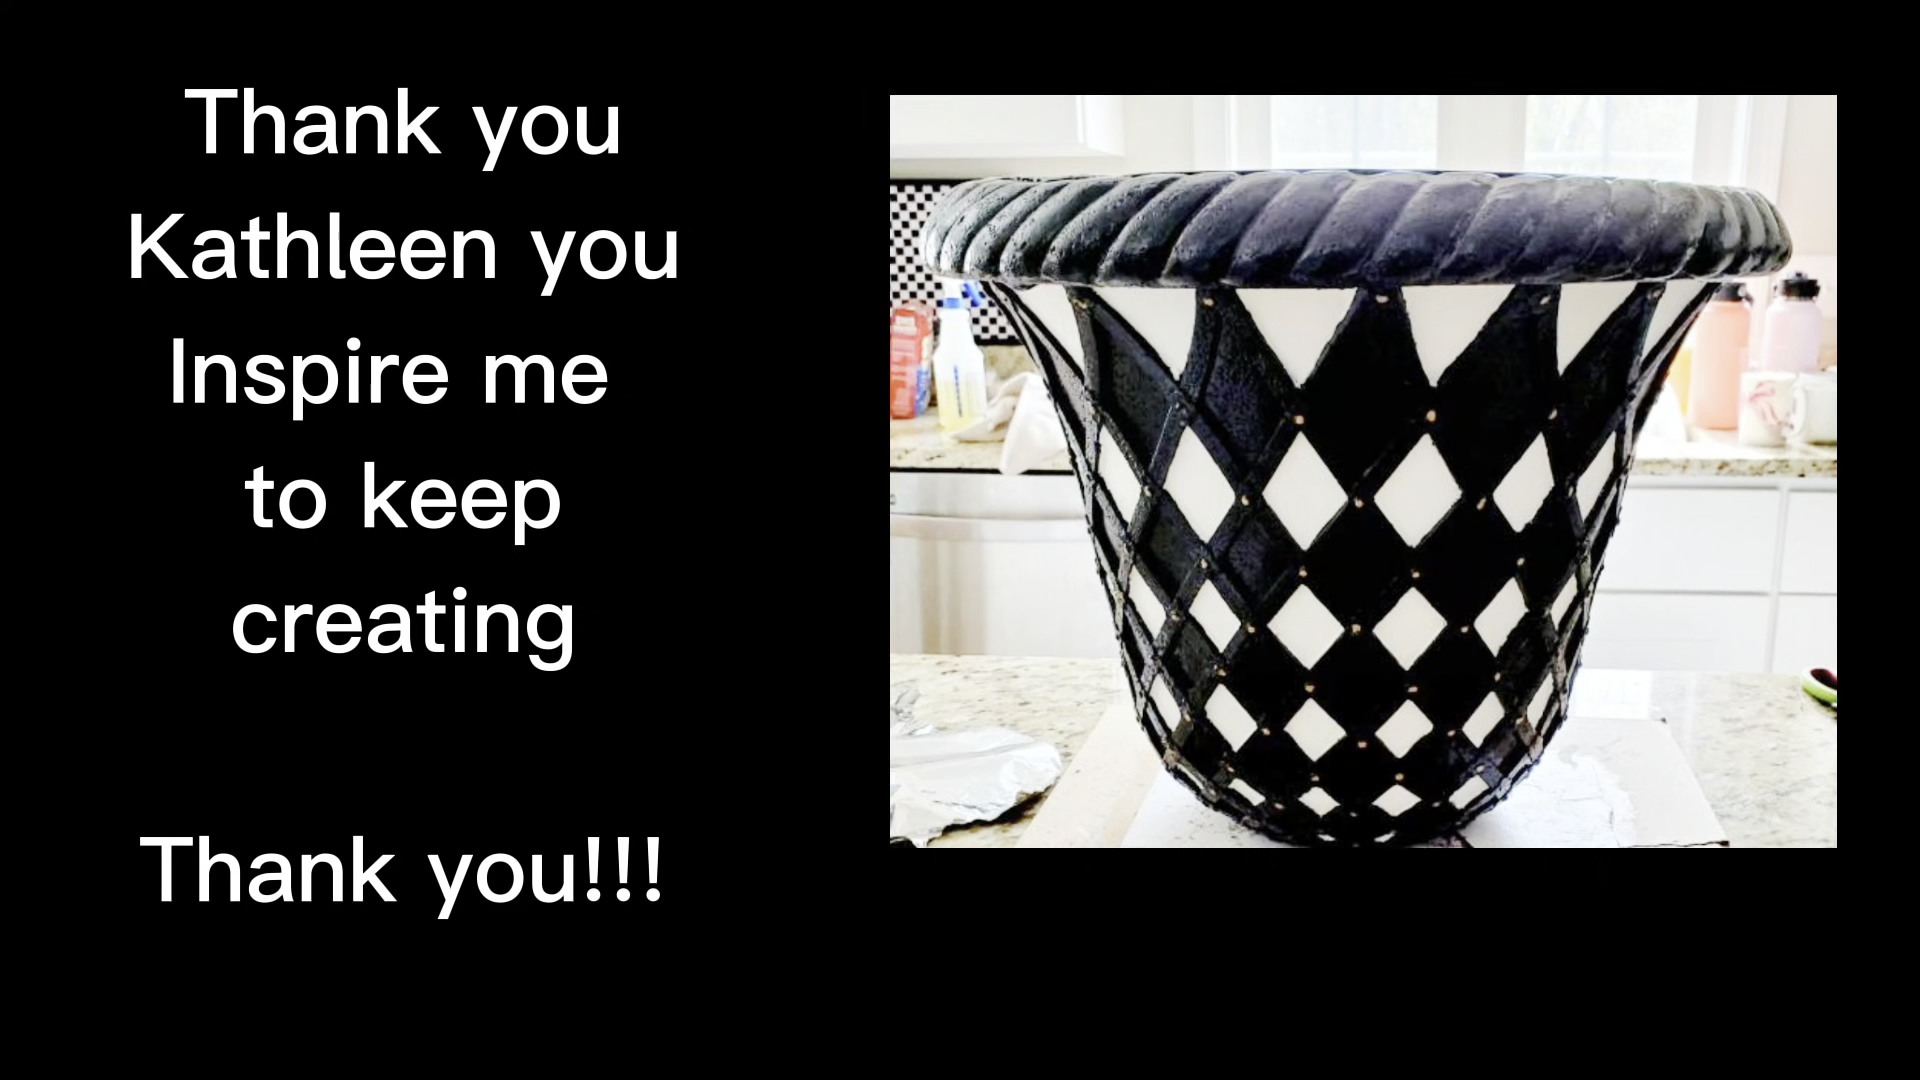 Thank you
Kathleen you
Inspire me
to keep
creating
Thank you!!!